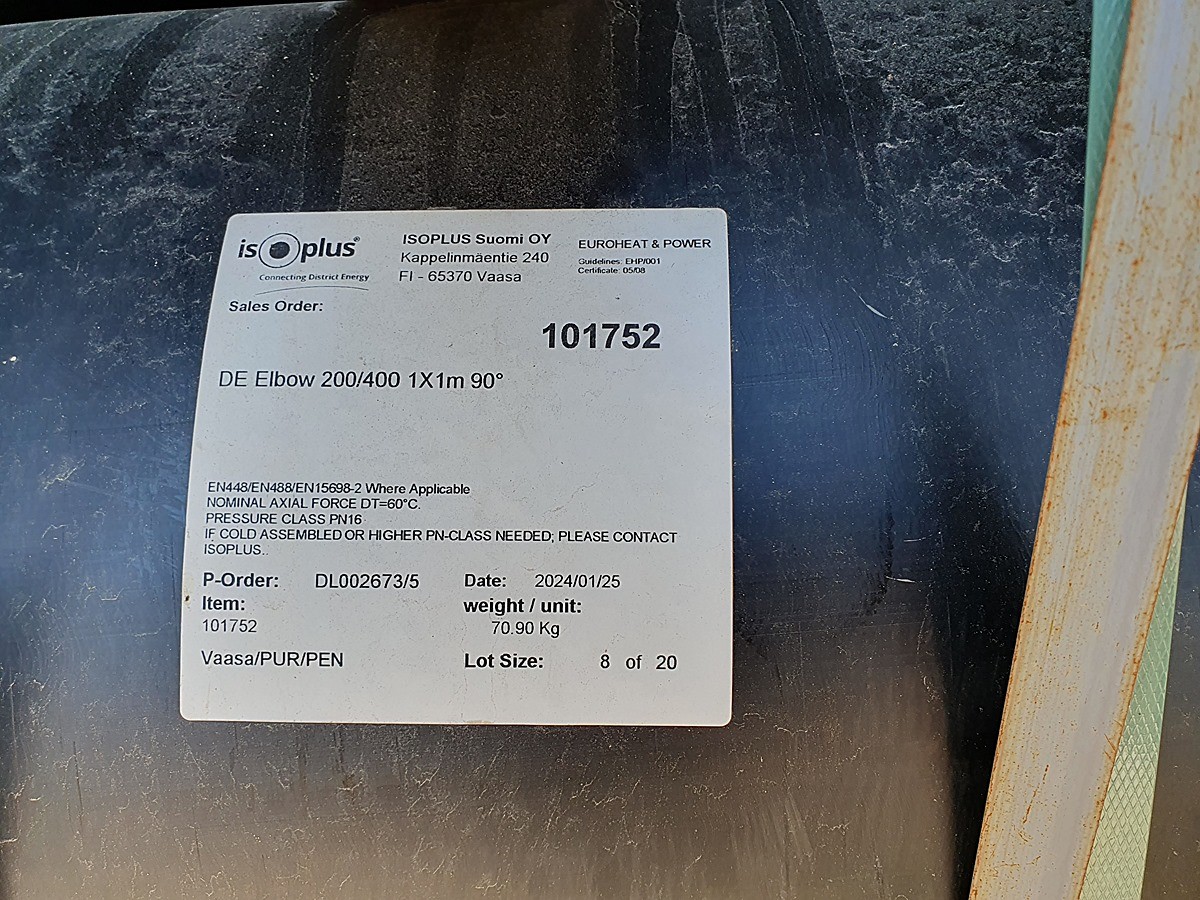 isoplus®
Connecting District Energy
ISOPLUS Suomi OY
Kappelinmäentie 240
FI - 65370 Vaasa
EUROHEAT & POWER
Guidelines: EHP/001
Certificate: 05/08
Sales Order:
101752
DE Elbow 200/400 1X1m 90°
EN448/EN488/EN15698-2 Where Applicable
NOMINAL AXIAL FORCE DT=60°C.
PRESSURE CLASS PN16
IF COLD ASSEMBLED OR HIGHER PN-CLASS NEEDED; PLEASE CONTACT
ISOPLUS..
P-Order: DL002673/5 Date: 2024/01/25
Item: weight / unit:
101752 70.90 Kg
Vaasa/PUR/PEN Lot Size: 8 of 20